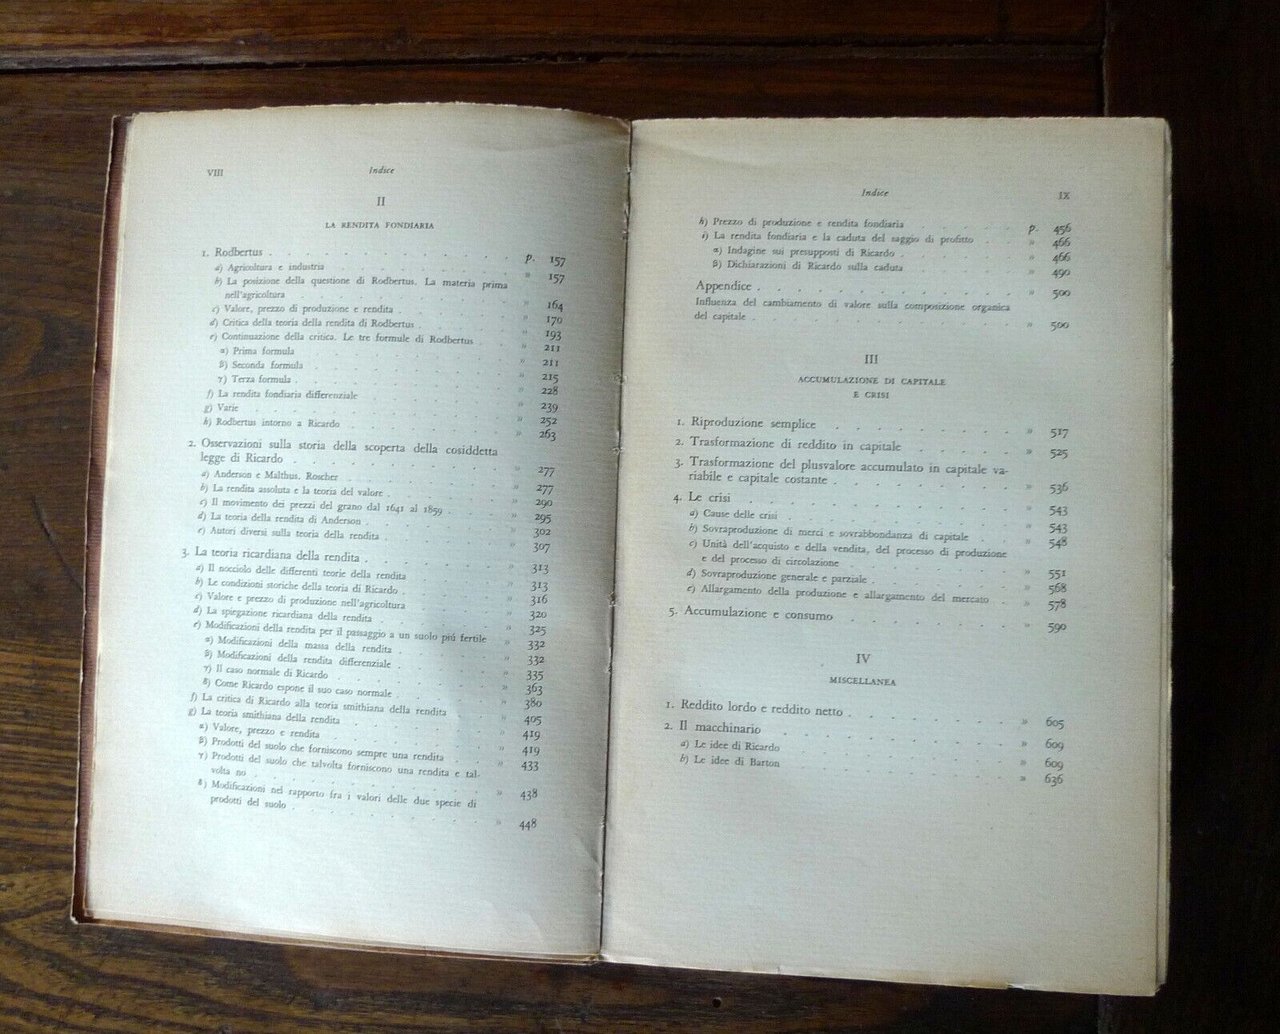 VIII Indice
II
LA RENDITA FONDIARIA
1. Rodbertus . . . . . . . . . p. 157
a) Agricoltura e industria . . . . . . . . » 157
b) La posizione della questione di Rodbertus. La materia prima
nell'agricoltura . . . . . . . . » 164
c) Valore, prezzo di produzione e rendita . . . . . » 170
d) Critica della teoria della rendita di Rodbertus . . . . » 193
e) Continuazione della critica. Le tre formule di Rodbertus . . » 211
α) Prima formula . . . . . . . . » 211
β) Seconda formula . . . . . . . . » 215
γ) Terza formula . . . . . . . . » 228
f) La rendita fondiaria differenziale . . . . . . » 239
g) Varie . . . . . . . . » 252
h) Rodbertus intorno a Ricardo . . . . . . » 263
2. Osservazioni sulla storia della scoperta della cosiddetta
legge di Ricardo . . . . . . . . » 277
a) Anderson e Malthus. Roscher . . . . . . » 277
b) La rendita assoluta e la teoria del valore . . . . . » 290
c) Il movimento dei prezzi del grano dal 1641 al 1859 . . . » 295
d) La teoria della rendita di Anderson . . . . . » 302
e) Autori diversi sulla teoria della rendita . . . . . » 307
3. La teoria ricardiana della rendita . . . . . . » 313
a) Il nocciolo delle differenti teorie della rendita . . . . » 313
b) Le condizioni storiche della teoria di Ricardo . . . . » 316
c) Valore e prezzo di produzione nell'agricoltura . . . . » 320
d) La spiegazione ricardiana della rendita . . . . . » 325
e) Modificazioni della rendita per il passaggio a un suolo piú fertile » 332
α) Modificazioni della massa della rendita . . . . . » 332
β) Modificazioni della rendita differenziale . . . . . » 335
γ) Il caso normale di Ricardo . . . . . . » 363
δ) Come Ricardo espone il suo caso normale . . . . . » 380
f) La critica di Ricardo alla teoria smithiana della rendita . . » 405
g) La teoria smithiana della rendita . . . . . . » 419
α) Valore, prezzo e rendita . . . . . . » 419
β) Prodotti del suolo che forniscono sempre una rendita . . » 433
γ) Prodotti del suolo che talvolta forniscono una rendita e tal-
volta no . . . . . . . . » 438
δ) Modificazioni nel rapporto fra i valori delle due specie di
prodotti del suolo . . . . . . . . » 448
Indice IX
h) Prezzo di produzione e rendita fondiaria . . . . . p. 456
i) La rendita fondiaria e la caduta del saggio di profitto . . » 466
α) Indagine sui presupposti di Ricardo . . . . . » 466
β) Dichiarazioni di Ricardo sulla caduta . . . . . » 490
Appendice . . . . . . . . » 500
Influenza del cambiamento di valore sulla composizione organica
del capitale . . . . . . . . » 500
III
ACCUMULAZIONE DI CAPITALE
E CRISI
1. Riproduzione semplice . . . . . . » 517
2. Trasformazione di reddito in capitale . . . . . » 525
3. Trasformazione del plusvalore accumulato in capitale va-
riabile e capitale costante . . . . . . . » 536
4. Le crisi . . . . . . . . » 543
a) Cause delle crisi . . . . . . . . » 543
b) Sovraproduzione di merci e sovrabbondanza di capitale . . » 548
c) Unità dell'acquisto e della vendita, del processo di produzione
e del processo di circolazione . . . . . . » 551
d) Sovraproduzione generale e parziale . . . . . . » 568
e) Allargamento della produzione e allargamento del mercato . » 578
5. Accumulazione e consumo . . . . . . » 590
IV
MISCELLANEA
1. Reddito lordo e reddito netto . . . . . . » 605
2. Il macchinario . . . . . . . . » 609
a) Le idee di Ricardo . . . . . . . . » 609
b) Le idee di Barton . . . . . . . . » 636